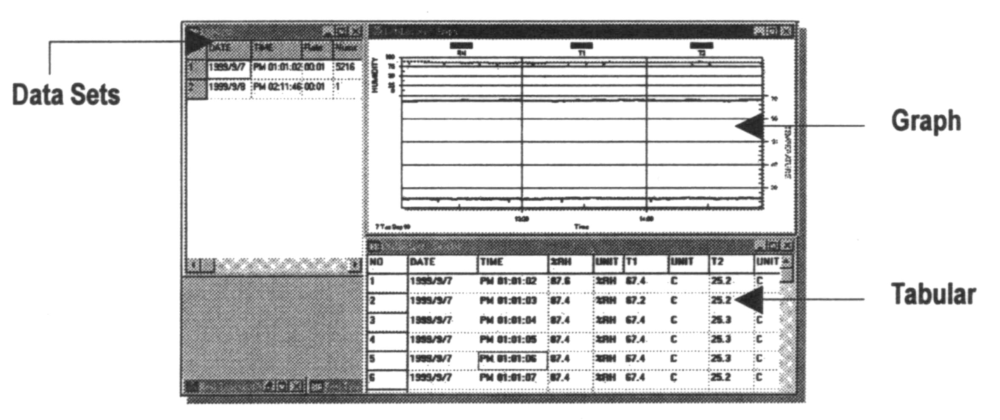 Data Sets
DATE TIME Rate Nums
1 1999/9/7 PM 01:01:02 00:01 5216
2 1999/9/8 PM 02:11:46 00:01 1
RH T1 T2
HUMIDITY
100
75
70
TEMPERATURE
14:00
7 Tue Sep 99 Time
Graph
NO DATE TIME %RH UNIT T1 UNIT T2 UNIT
1 1999/9/7 PM 01:01:02 87.6 %RH 67.4 C 25.2 C
2 1999/9/7 PM 01:01:03 87.4 %RH 67.2 C 25.2 C
3 1999/9/7 PM 01:01:04 87.4 %RH 67.4 C 25.3 C
4 1999/9/7 PM 01:01:05 87.4 %RH 67.4 C 25.3 C
5 1999/9/7 PM 01:01:06 87.4 %RH 67.4 C 25.3 C
6 1999/9/7 PM 01:01:07 87.4 %RH 67.4 C 25.2 C
Tabular